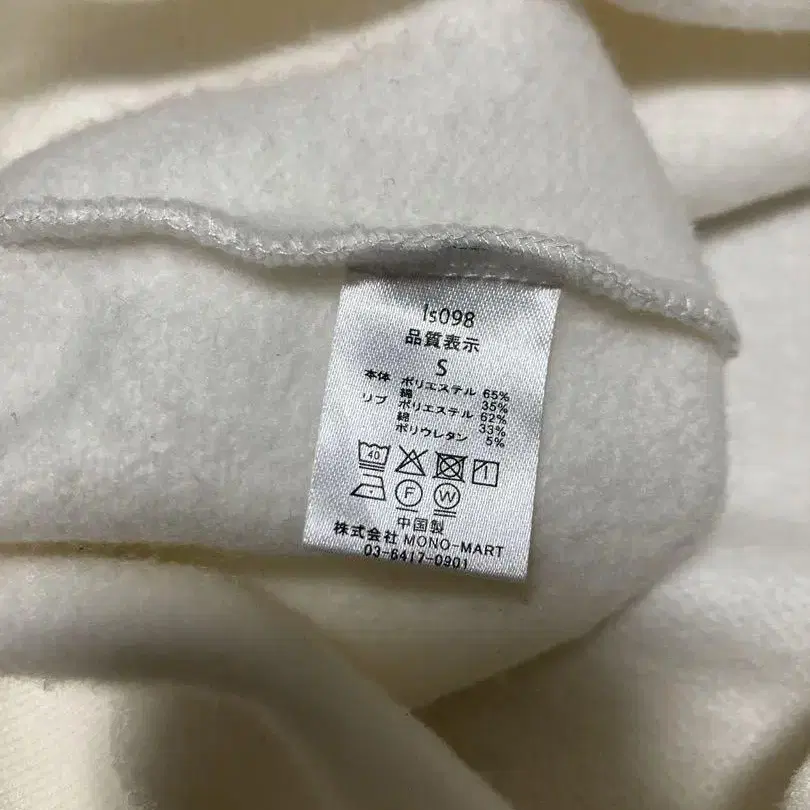 ls098
品質表示
S
本体 ポリエステル 65%
綿 35%
リブ ポリエステル 62%
綿 33%
ポリウレタン 5%
40
F W
中国製
株式会社 MONO-MART
03-6417-0901